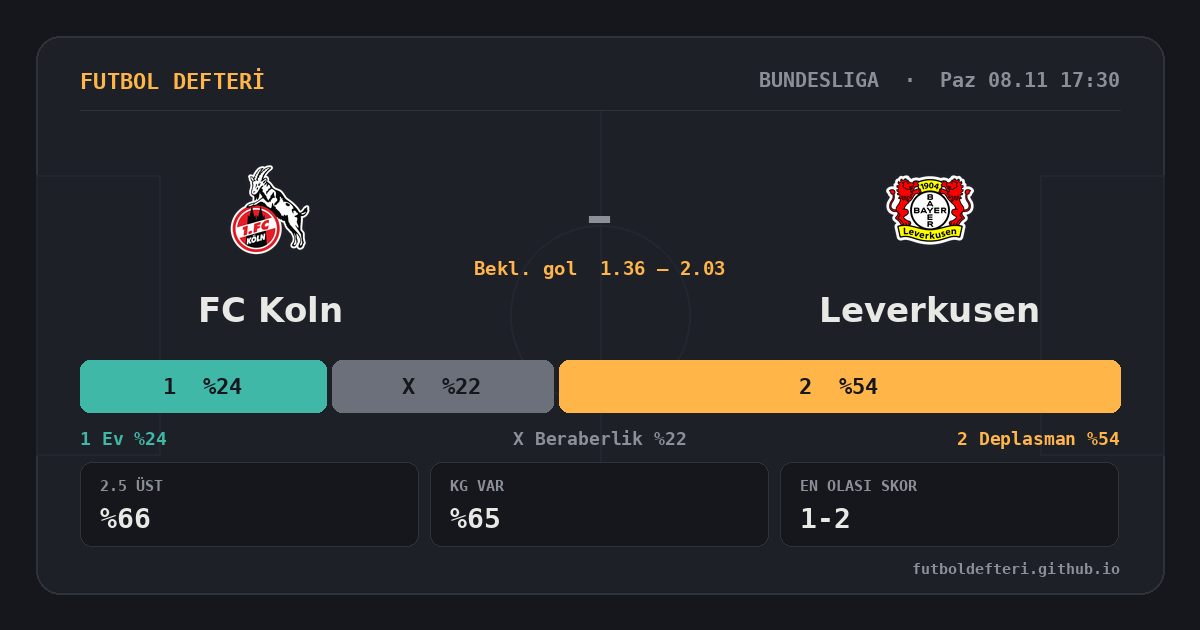 FUTBOL DEFTERİ
BUNDESLIGA · Paz 08.11 17:30
1.FC
KÖLN
1904
BAYER
BAYER
Leverkusen
–
Bekl. gol 1.36 – 2.03
FC Koln
Leverkusen
1 %24
X %22
2 %54
1 Ev %24
X Beraberlik %22
2 Deplasman %54
2.5 ÜST
%66
KG VAR
%65
EN OLASI SKOR
1-2
futboldefteri.github.io